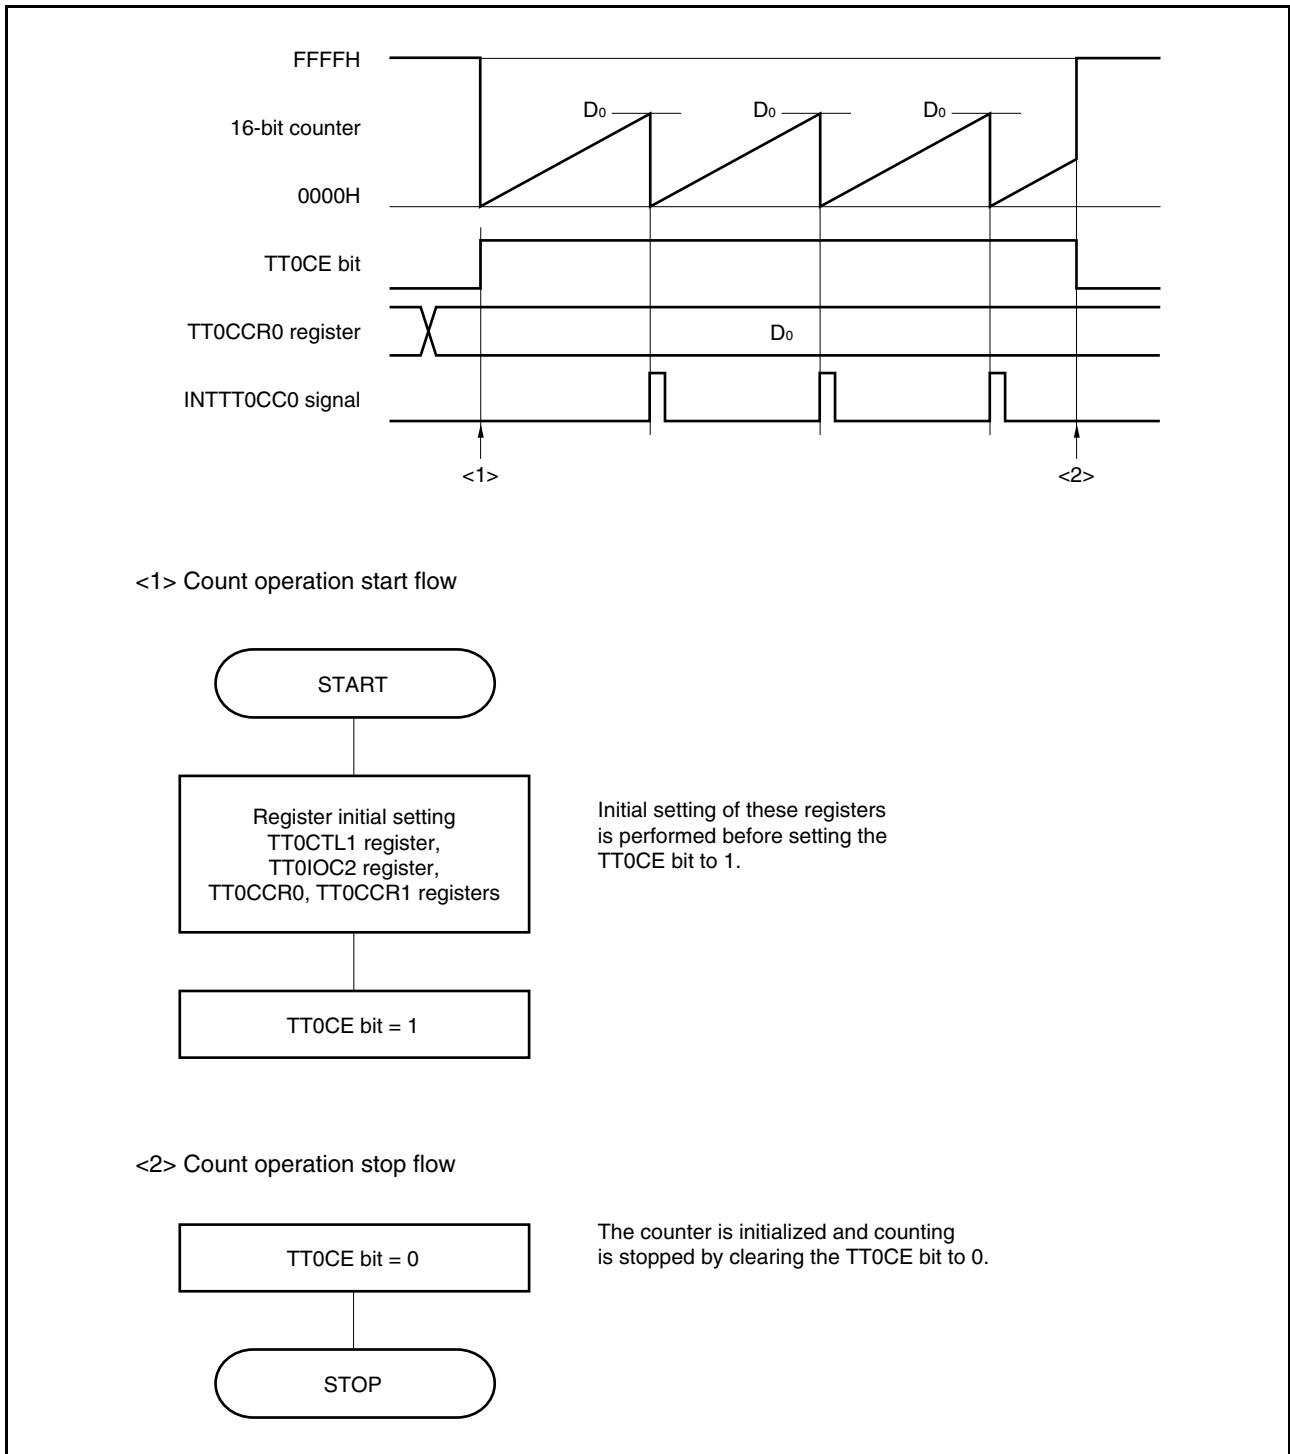 FFFFH
D0 D0 D0
16-bit counter
0000H
TT0CE bit
TT0CCR0 register D0
INTTT0CC0 signal
<1> <2>
<1> Count operation start flow
START
Register initial setting
TT0CTL1 register,
TT0IOC2 register,
TT0CCR0, TT0CCR1 registers
Initial setting of these registers
is performed before setting the
TT0CE bit to 1.
TT0CE bit = 1
<2> Count operation stop flow
TT0CE bit = 0
The counter is initialized and counting
is stopped by clearing the TT0CE bit to 0.
STOP